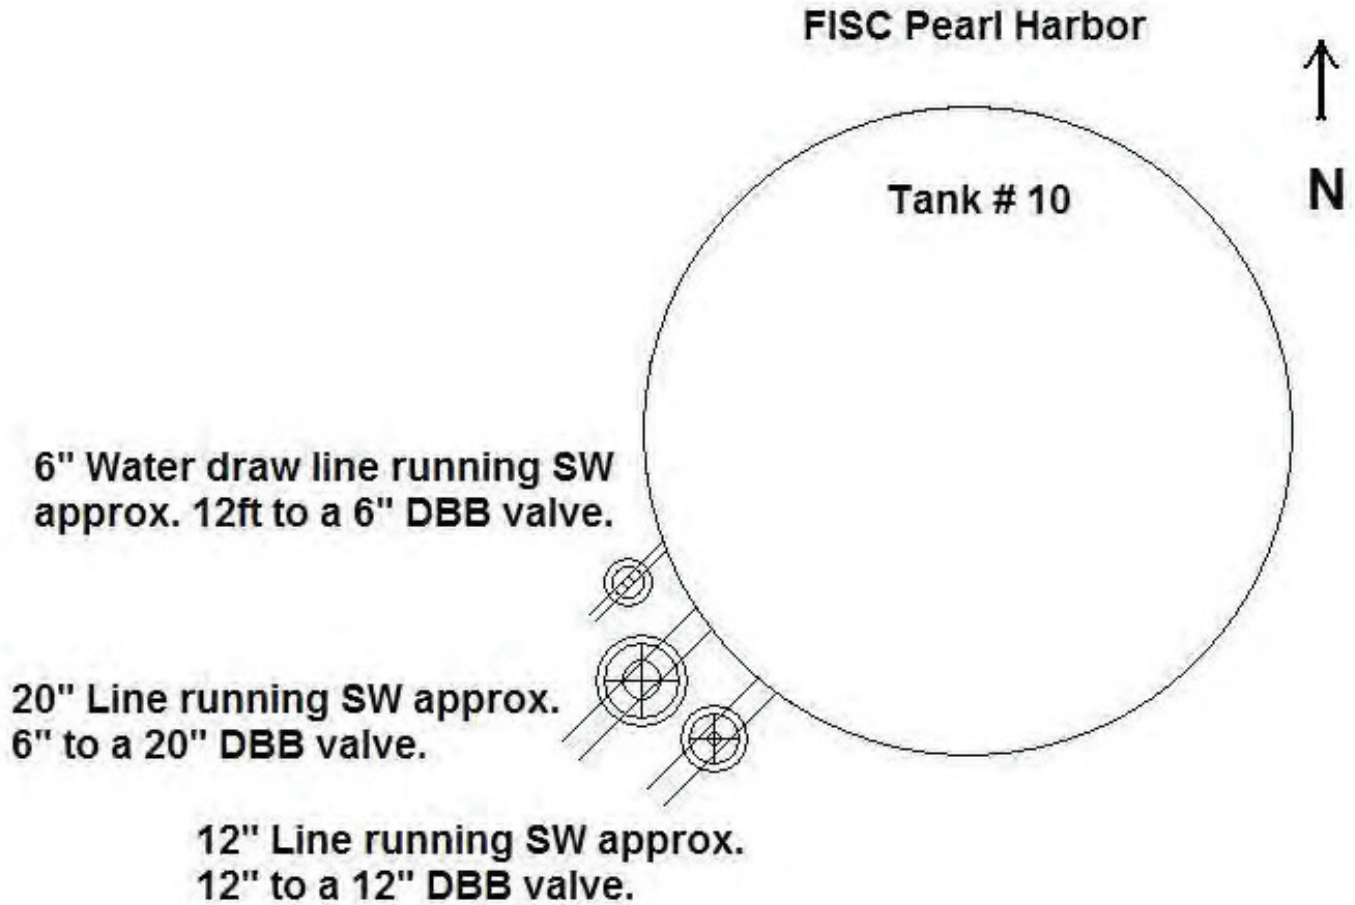 FISC Pearl Harbor
N
Tank # 10
6" Water draw line running SW
approx. 12ft to a 6" DBB valve.
20" Line running SW approx.
6" to a 20" DBB valve.
12" Line running SW approx.
12" to a 12" DBB valve.